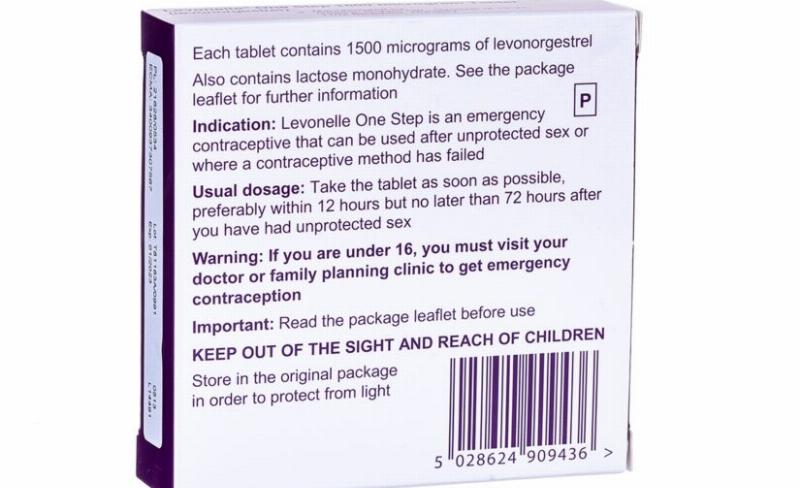 Each tablet contains 1500 micrograms of levonorgestrel
Also contains lactose monohydrate. See the package
leaflet for further information
P
Indication: Levonelle One Step is an emergency
contraceptive that can be used after unprotected sex or
where a contraceptive method has failed
Usual dosage: Take the tablet as soon as possible,
preferably within 12 hours but no later than 72 hours after
you have had unprotected sex
Warning: If you are under 16, you must visit your
doctor or family planning clinic to get emergency
contraception
Important: Read the package leaflet before use
KEEP OUT OF THE SIGHT AND REACH OF CHILDREN
Store in the original package
in order to protect from light
5 028624 909436 >